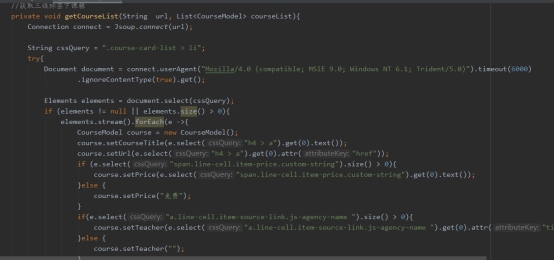 //获取三级标签下课程
private void getCourseList(String url, List<CourseModel> courseList){
Connection connect = Jsoup.connect(url);
String cssQuery = ".course-card-list > li";
try{
Document document = connect.userAgent("Mozilla/4.0 (compatible; MSIE 9.0; Windows NT 6.1; Trident/5.0)").timeout(6000)
.ignoreContentType(true).get();
Elements elements = document.select(cssQuery);
if (elements != null || elements.size() > 0){
elements.stream().forEach(e ->{
CourseModel course = new CourseModel();
course.setCourseTitle(e.select( cssQuery: "h4 > a").get(0).text());
course.setUrl(e.select( cssQuery: "h4 > a").get(0).attr( attributeKey: "href"));
if (e.select( cssQuery: "span.line-cell.item-price.custom-string").size() > 0){
course.setPrice(e.select( cssQuery: "span.line-cell.item-price.custom-string").get(0).text());
}else {
course.setPrice("免费");
}
if(e.select( cssQuery: "a.line-cell.item-source-link.js-agency-name ").size() > 0){
course.setTeacher(e.select( cssQuery: "a.line-cell.item-source-link.js-agency-name ").get(0).attr( attributeKey: "ti
}else {
course.setTeacher("");
}